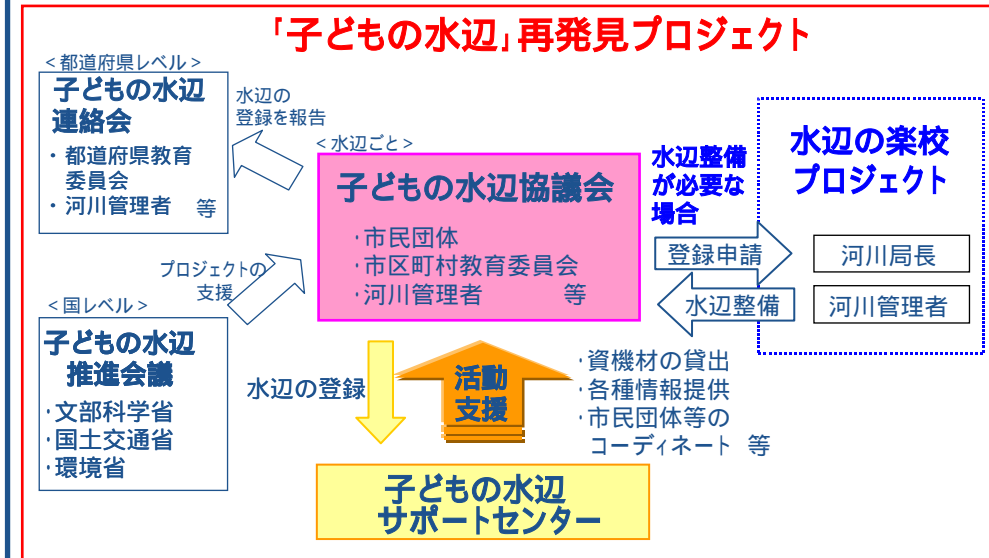 「子どもの水辺」再発見プロジェクト
＜都道府県レベル＞
子どもの水辺
連絡会
・都道府県教育
委員会
・河川管理者　等
水辺の
登録を報告
＜水辺ごと＞
子どもの水辺協議会
・市民団体
・市区町村教育委員会
・河川管理者　等
水辺整備
が必要な
場合
水辺の楽校
プロジェクト
登録申請
河川局長
水辺整備
河川管理者
プロジェクトの
支援
＜国レベル＞
子どもの水辺
推進会議
・文部科学省
・国土交通省
・環境省
水辺の登録
活動
支援
・資機材の貸出
・各種情報提供
・市民団体等の
コーディネート　等
子どもの水辺
サポートセンター